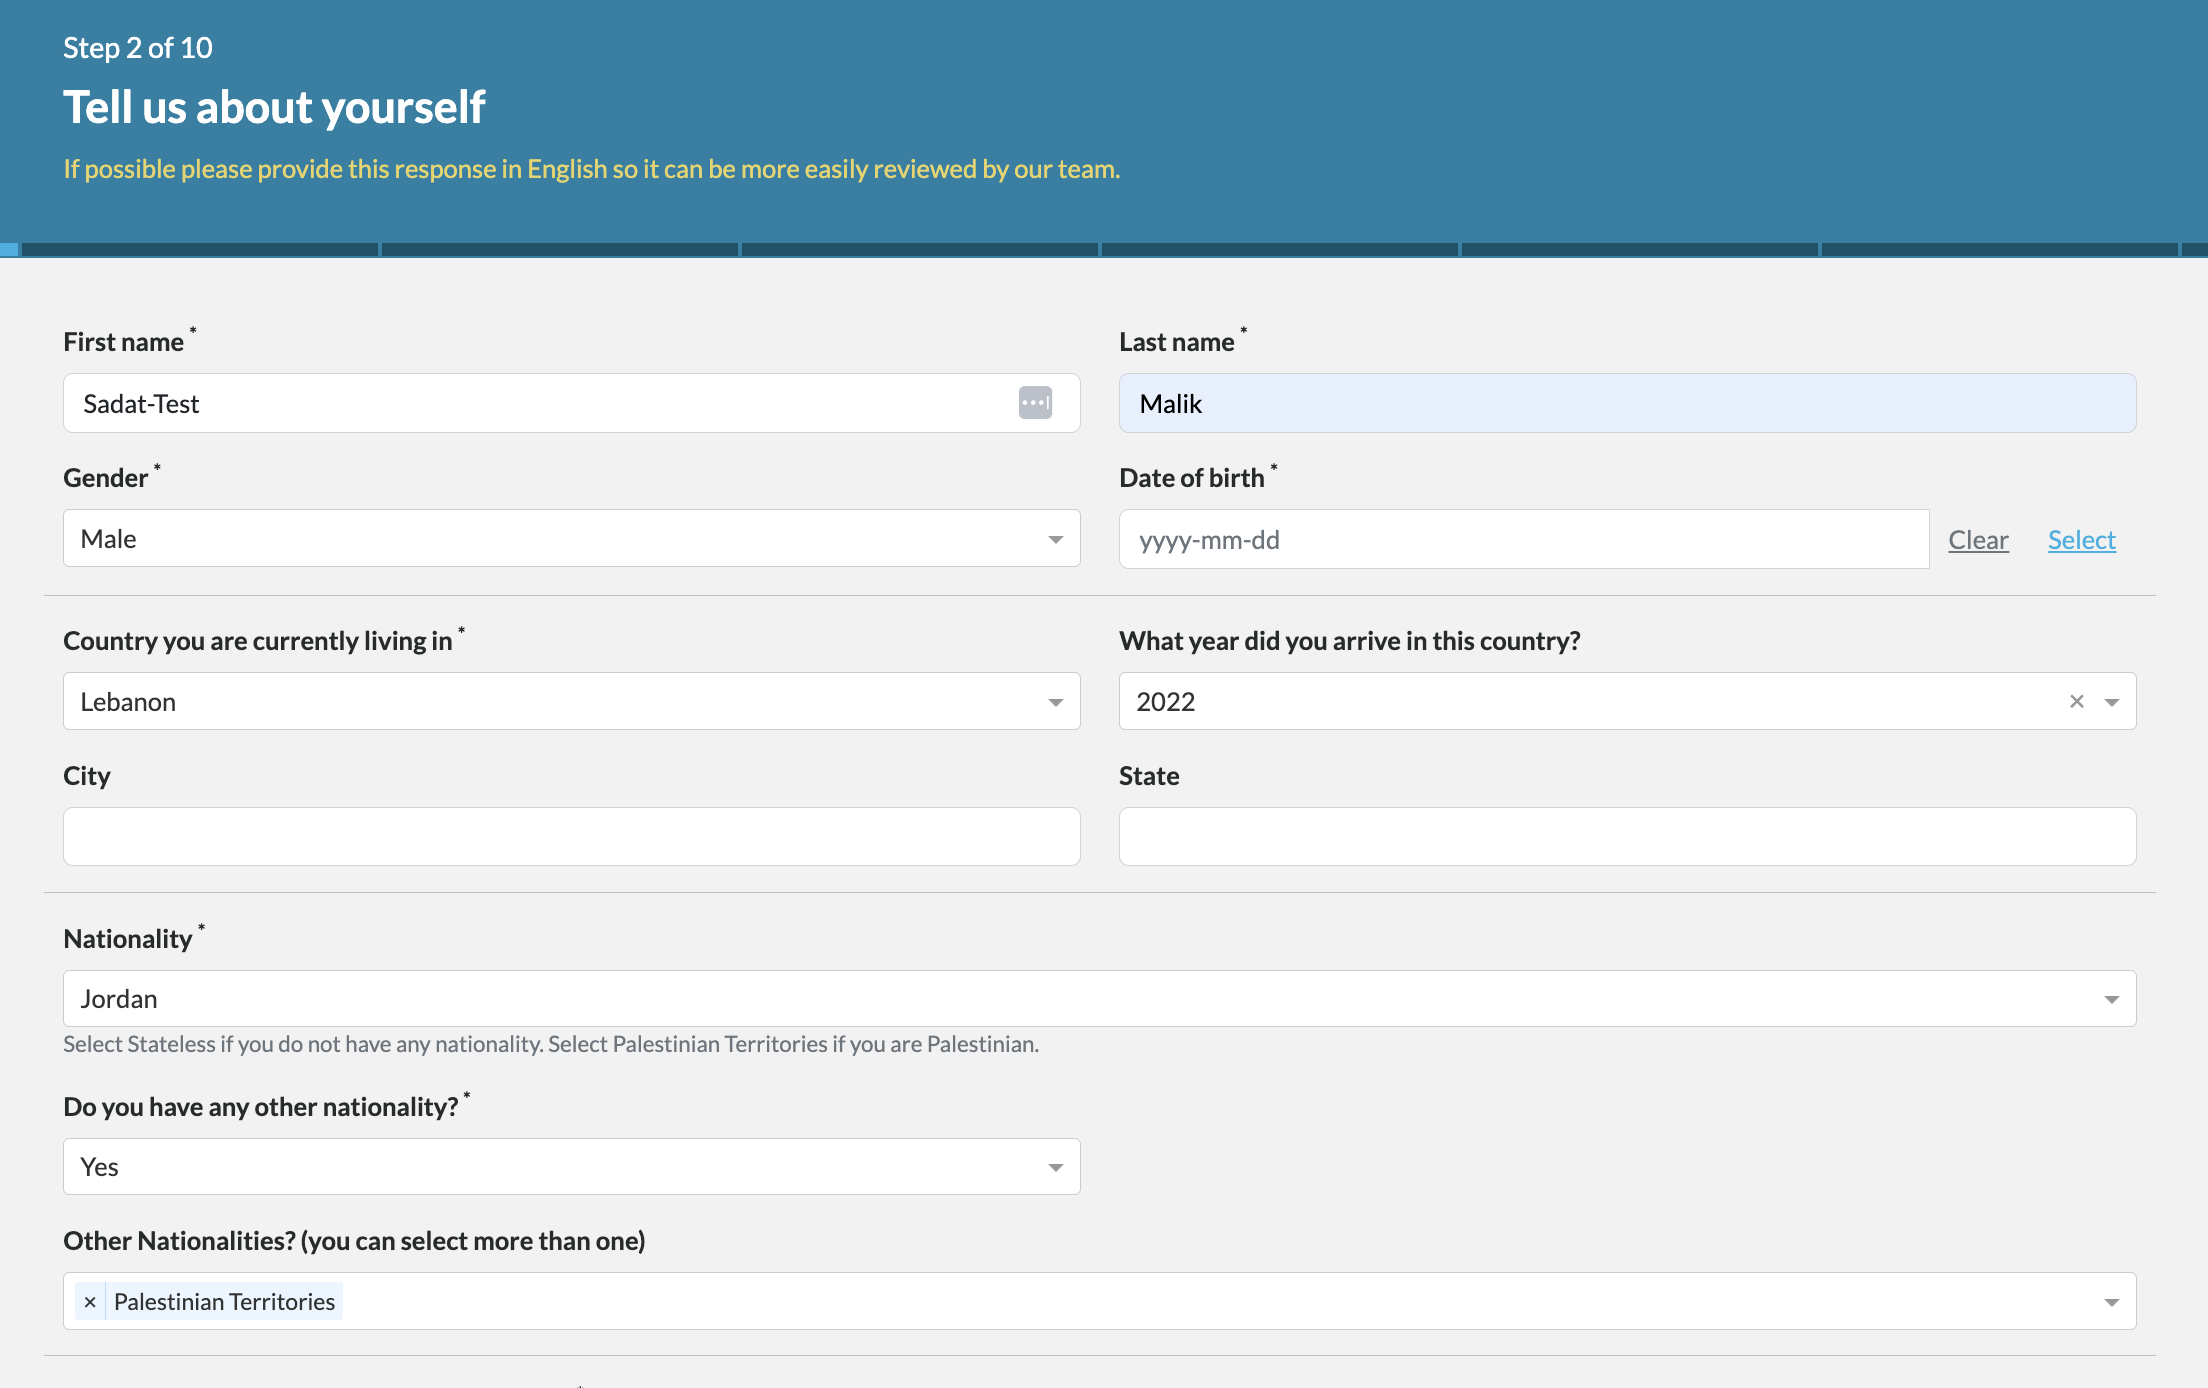 Step 2 of 10
Tell us about yourself
If possible please provide this response in English so it can be more easily reviewed by our team.
First name *
Last name *
Sadat-Test
Malik
Gender *
Date of birth *
Male
yyyy-mm-dd
Clear
Select
Country you are currently living in *
What year did you arrive in this country?
Lebanon
2022
City
State
Nationality *
Jordan
Select Stateless if you do not have any nationality. Select Palestinian Territories if you are Palestinian.
Do you have any other nationality? *
Yes
Other Nationalities? (you can select more than one)
× Palestinian Territories